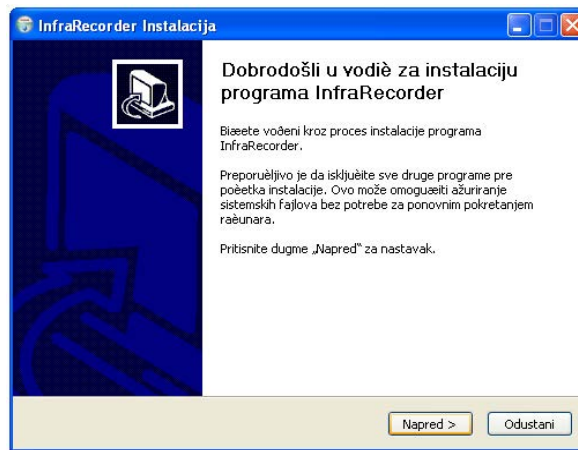 InfraRecorder Instalacija
Dobrodošli u vodiè za instalaciju
programa InfraRecorder
Biæete voðeni kroz proces instalacije programa
InfraRecorder.
Preporuèljivo je da iskljuèite sve druge programe pre
poèetka instalacije. Ovo može omoguæiti ažuriranje
sistemskih fajlova bez potrebe za ponovnim pokretanjem
raèunara.
Pritisnite dugme „Napred“ za nastavak.
Napred >
Odustani